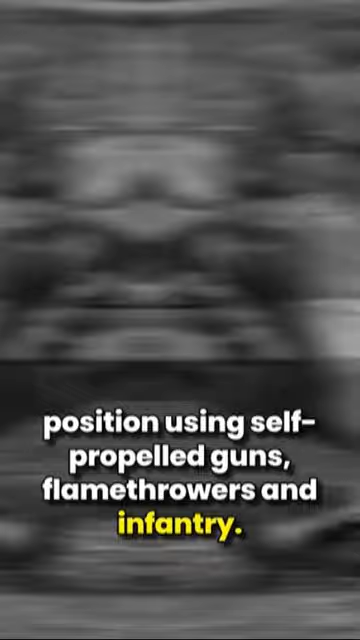 position using self-
propelled guns,
flamethrowers and
infantry.